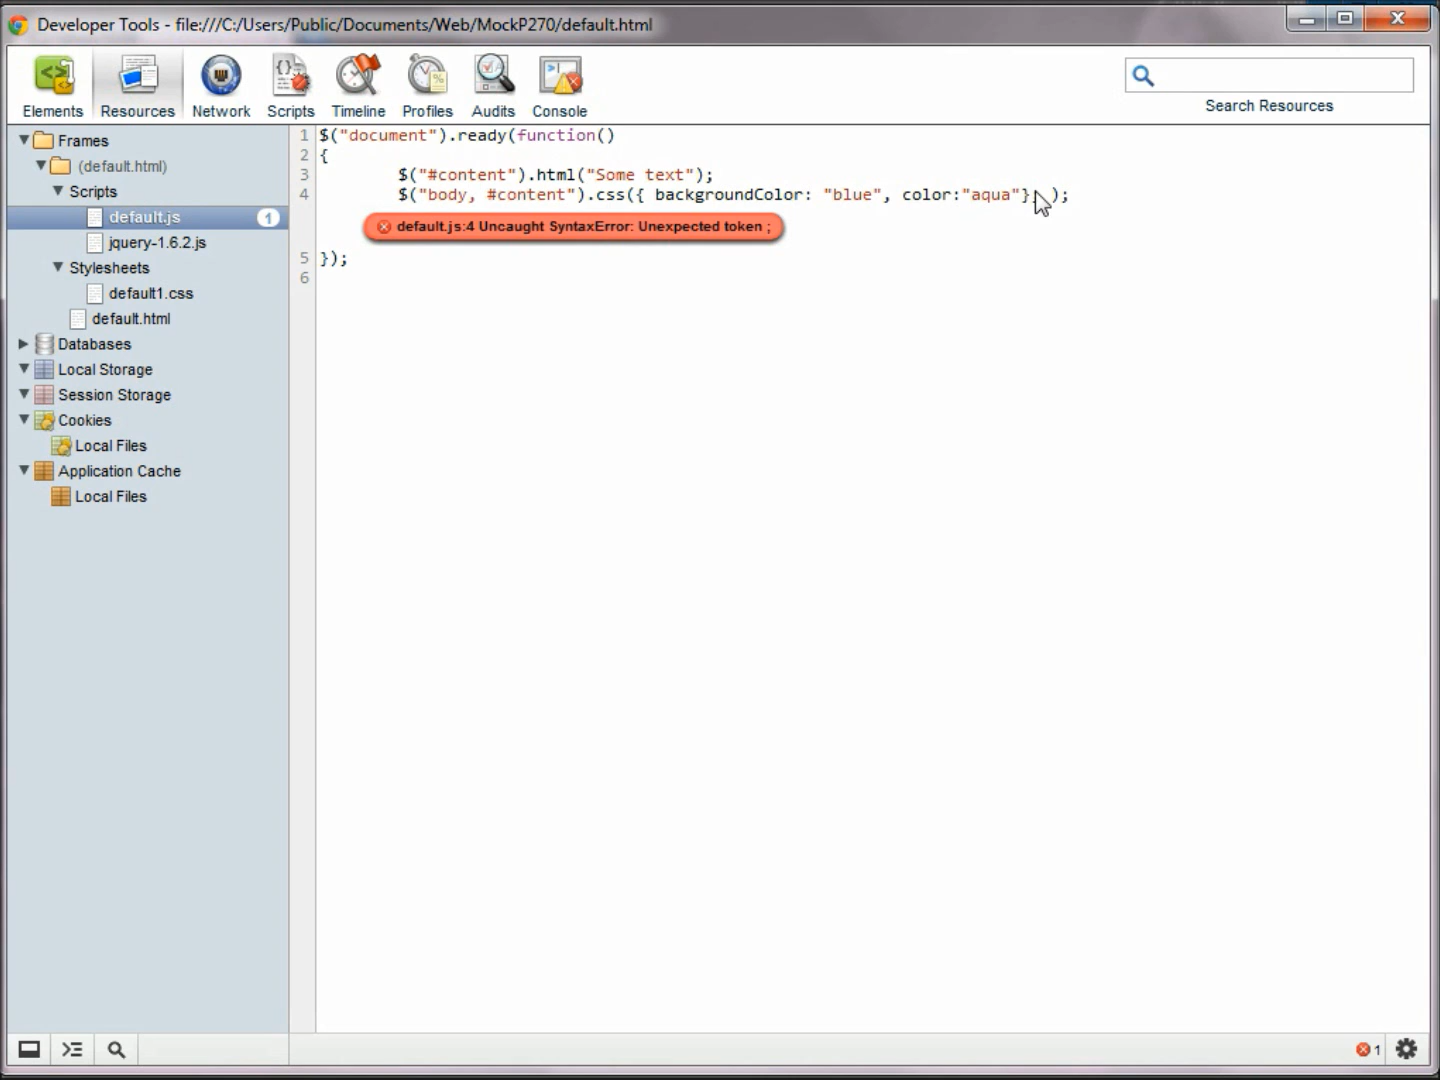 Developer Tools - file:///C:/Users/Public/Documents/Web/MockP270/default.html
Elements Resources Network Scripts Timeline Profiles Audits Console
Search Resources
Frames
(default.html)
Scripts
default.js 1
jquery-1.6.2.js
Stylesheets
default1.css
default.html
Databases
Local Storage
Session Storage
Cookies
Local Files
Application Cache
Local Files
1 $("document").ready(function()
2 {
3 $("#content").html("Some text");
4 $("body, #content").css({ backgroundColor: "blue", color:"aqua"} );
default.js:4 Uncaught SyntaxError: Unexpected token ;
5 });
6
1